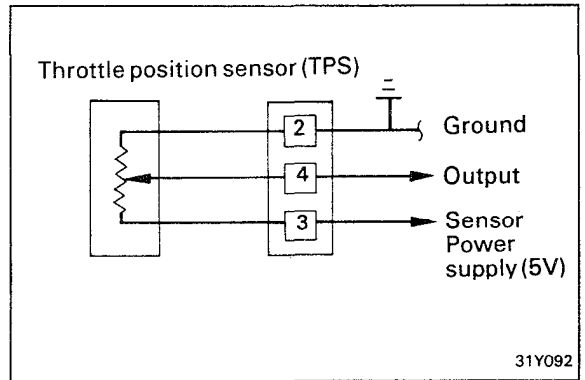 Throttle position sensor (TPS)
2
Ground
4
Output
3
Sensor
Power
supply (5V)
31Y092